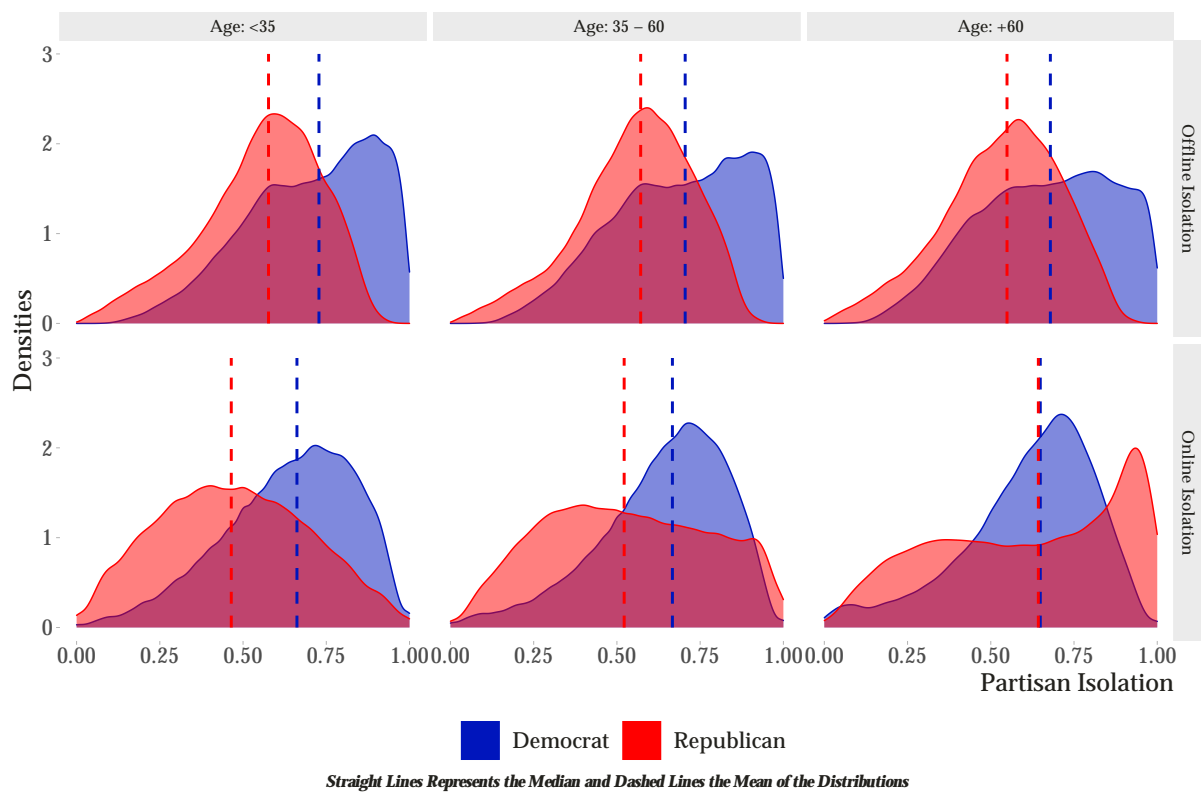 Age: <35
Age: 35 – 60
Age: +60
3
2
1
0
Offline Isolation
Densities
3
2
1
0
Online Isolation
0.00 0.25 0.50 0.75 1.00
0.00 0.25 0.50 0.75 1.00
0.00 0.25 0.50 0.75 1.00
Partisan Isolation
Democrat Republican
Straight Lines Represents the Median and Dashed Lines the Mean of the Distributions